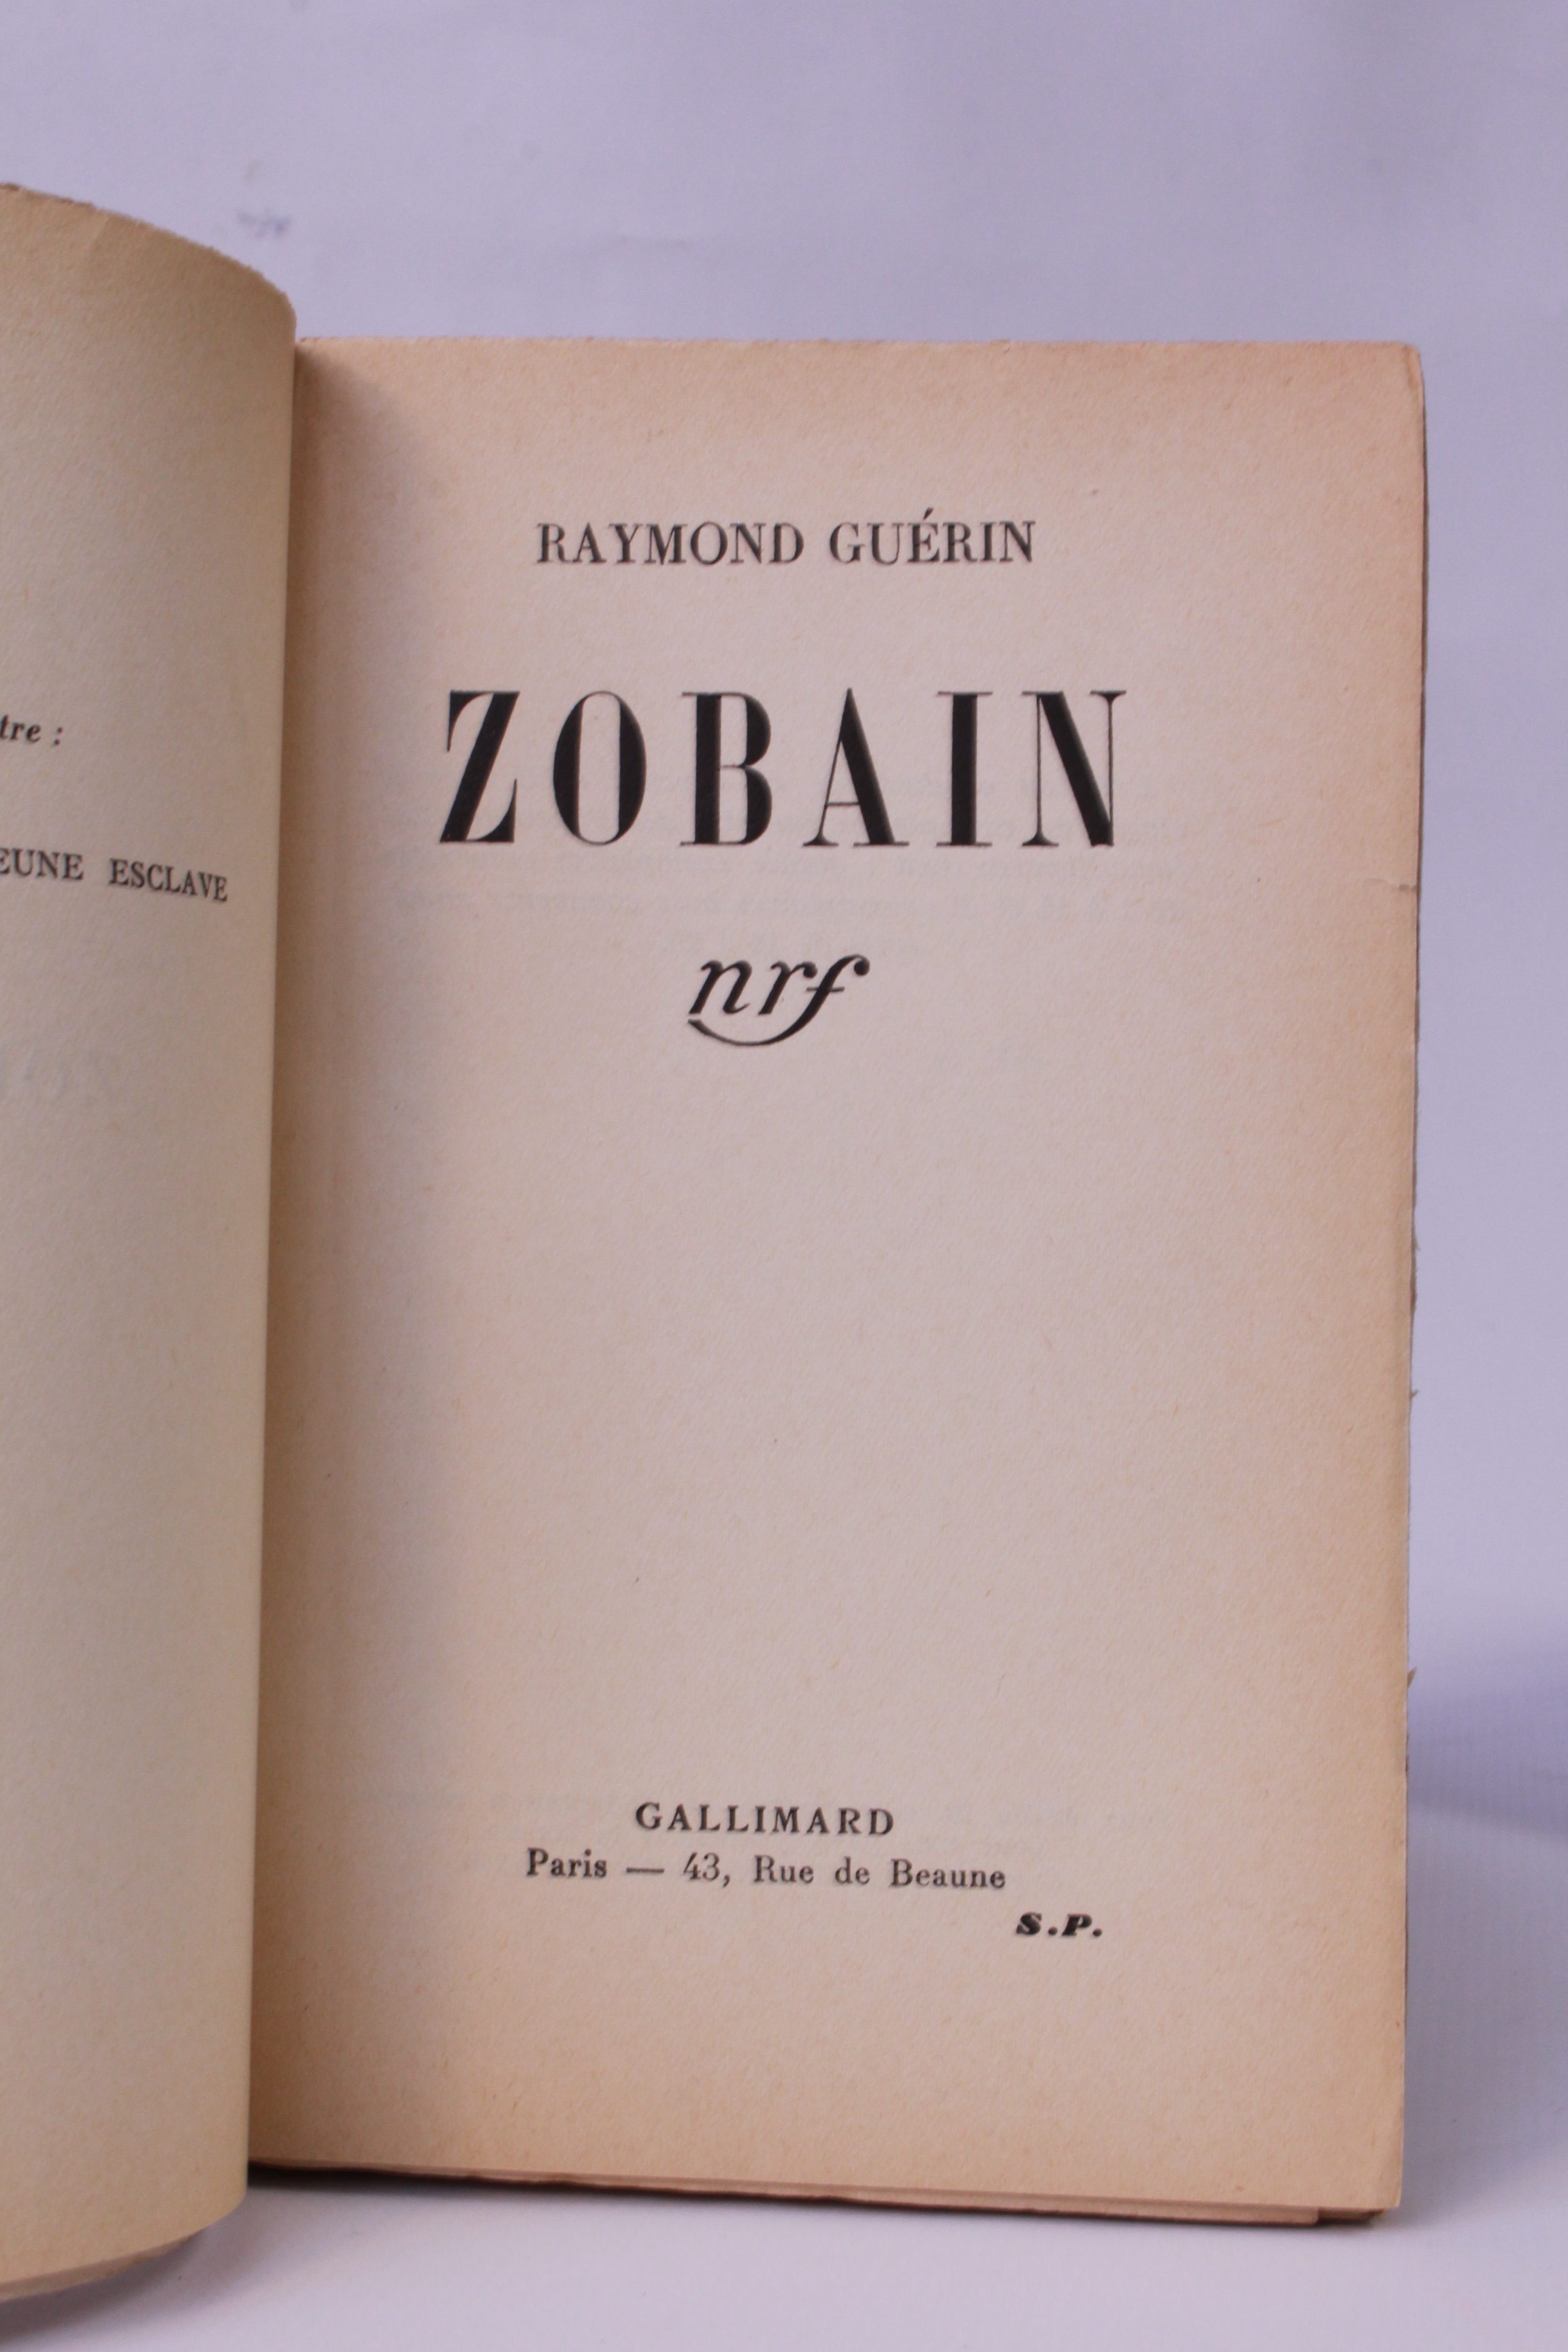 tre :
EUNE ESCLAVE
RAYMOND GUÉRIN
ZOBAIN
nrf
GALLIMARD
Paris — 43, Rue de Beaune
S.P.